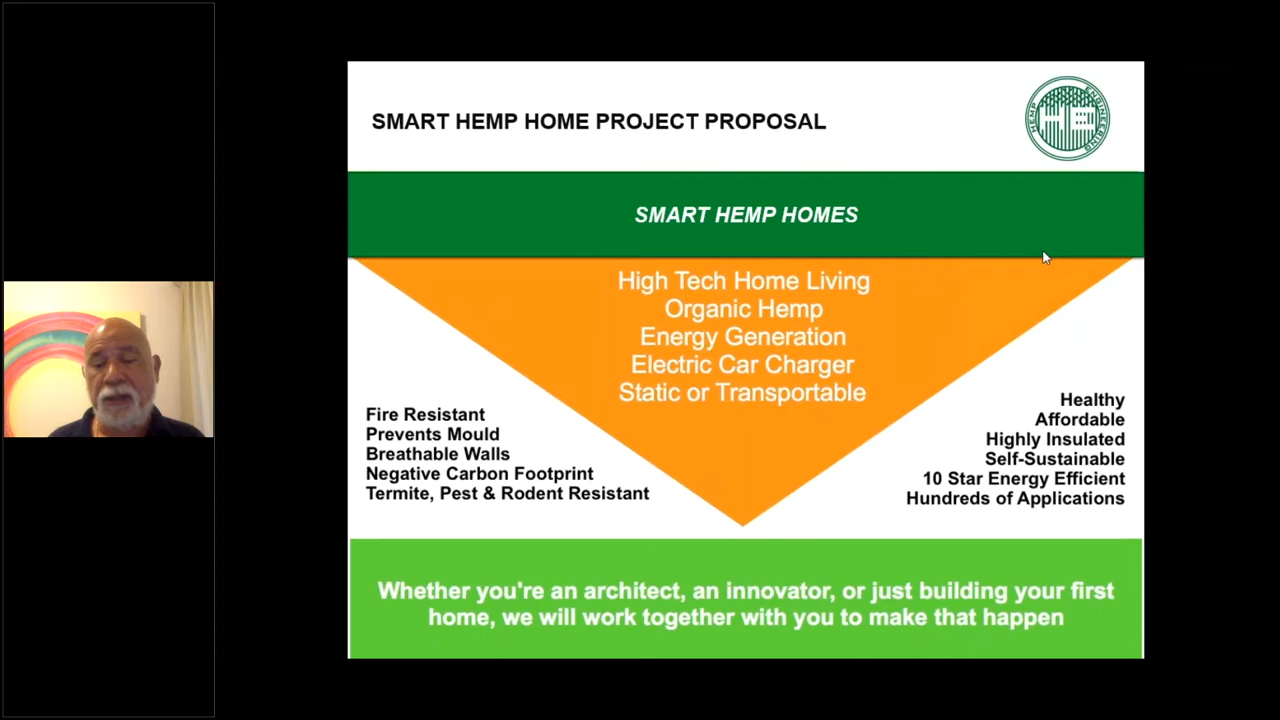 SMART HEMP HOME PROJECT PROPOSAL
HEMP ENGINEERING
HE
SMART HEMP HOMES
High Tech Home Living
Organic Hemp
Energy Generation
Electric Car Charger
Static or Transportable
Fire Resistant
Prevents Mould
Breathable Walls
Negative Carbon Footprint
Termite, Pest & Rodent Resistant
Healthy
Affordable
Highly Insulated
Self-Sustainable
10 Star Energy Efficient
Hundreds of Applications
Whether you're an architect, an innovator, or just building your first
home, we will work together with you to make that happen